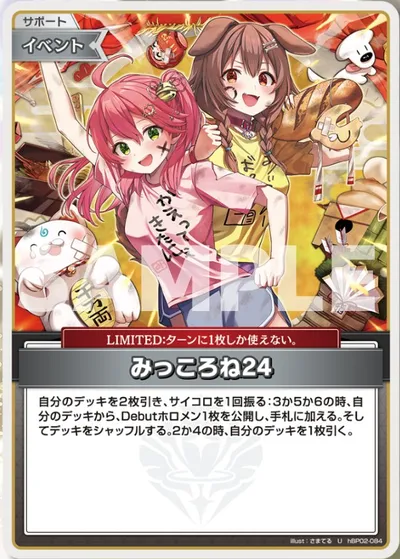 サポート
イベント
かえって
きたにぇ
千万両
SAMPLE
LIMITED:ターンに1枚しか使えない。
みっころね24
自分のデッキを2枚引き、サイコロを1回振る:3か5か6の時、自
分のデッキから、Debutホロメン1枚を公開し、手札に加える。そし
てデッキをシャッフルする。2か4の時、自分のデッキを1枚引く。
illust:さまてる U hBP02-084